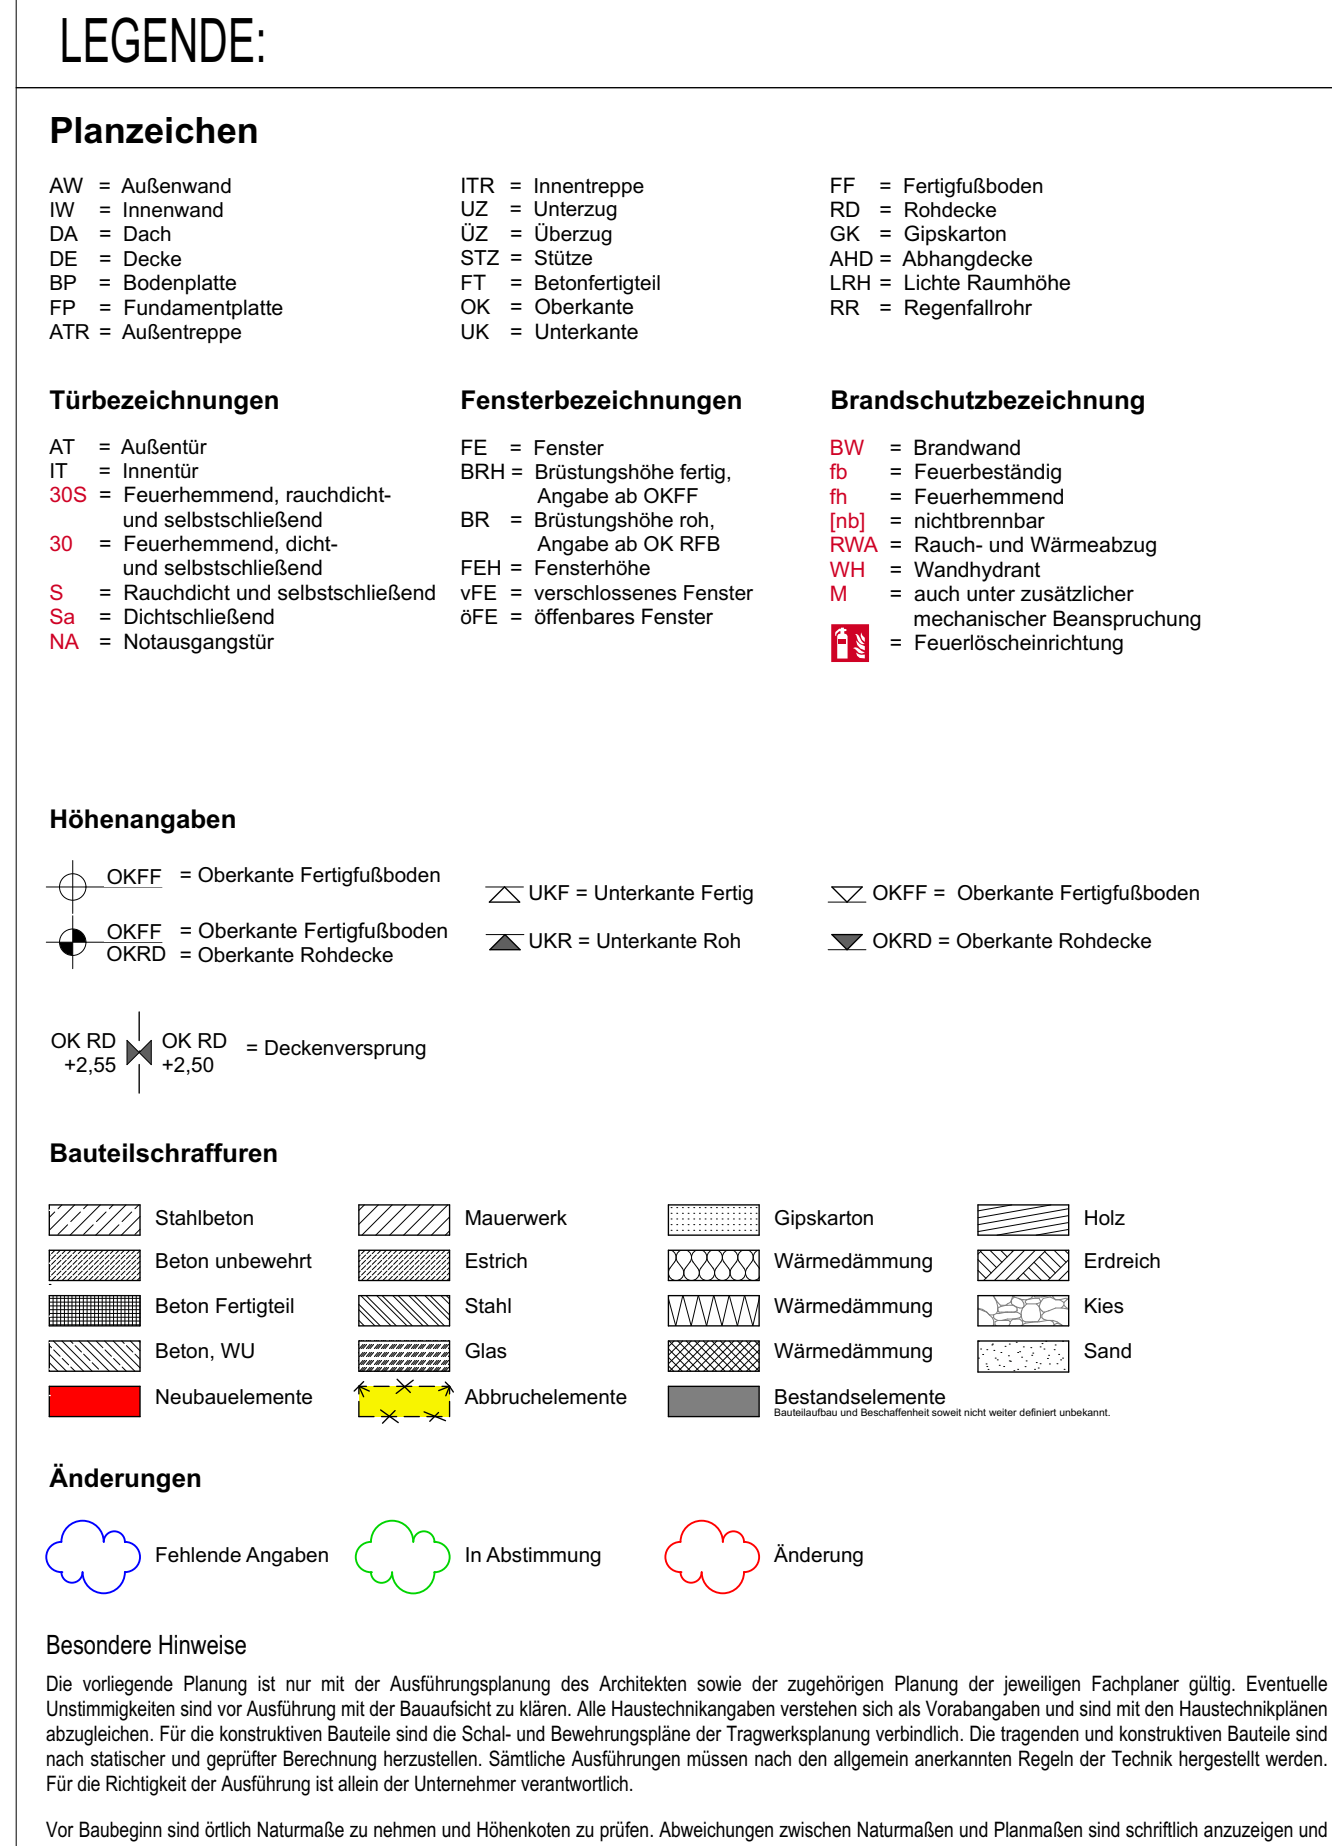 LEGENDE:
Planzeichen
AW = Außenwand
IW = Innenwand
DA = Dach
DE = Decke
BP = Bodenplatte
FP = Fundamentplatte
ATR = Außentreppe
ITR = Innentreppe
UZ = Unterzug
ÜZ = Überzug
STZ = Stütze
FT = Betonfertigteil
OK = Oberkante
UK = Unterkante
FF = Fertigfußboden
RD = Rohdecke
GK = Gipskarton
AHD = Abhangdecke
LRH = Lichte Raumhöhe
RR = Regenfallrohr
Türbezeichnungen
AT = Außentür
IT = Innentür
30S = Feuerhemmend, rauchdicht-
und selbstschließend
30 = Feuerhemmend, dicht-
und selbstschließend
S = Rauchdicht und selbstschließend
Sa = Dichtschließend
NA = Notausgangstür
Fensterbezeichnungen
FE = Fenster
BRH = Brüstungshöhe fertig,
Angabe ab OKFF
BR = Brüstungshöhe roh,
Angabe ab OK RFB
FEH = Fensterhöhe
vFE = verschlossenes Fenster
öFE = öffenbares Fenster
Brandschutzbezeichnung
BW = Brandwand
fb = Feuerbeständig
fh = Feuerhemmend
[nb] = nichtbrennbar
RWA = Rauch- und Wärmeabzug
WH = Wandhydrant
M = auch unter zusätzlicher
mechanischer Beanspruchung
= Feuerlöscheinrichtung
Höhenangaben
OKFF = Oberkante Fertigfußboden
OKFF = Oberkante Fertigfußboden
OKRD = Oberkante Rohdecke
UKF = Unterkante Fertig
UKR = Unterkante Roh
OKFF = Oberkante Fertigfußboden
OKRD = Oberkante Rohdecke
OK RD OK RD = Deckenversprung
+2,55 +2,50
Bauteilschraffuren
Stahlbeton Mauerwerk Gipskarton Holz
Beton unbewehrt Estrich Wärmedämmung Erdreich
Beton Fertigteil Stahl Wärmedämmung Kies
Beton, WU Glas Wärmedämmung Sand
Neubauelemente Abbruchelemente Bestandselemente
Bauteilaufbau und Beschaffenheit soweit nicht weiter definiert unbekannt.
Änderungen
Fehlende Angaben In Abstimmung Änderung
Besondere Hinweise
Die vorliegende Planung ist nur mit der Ausführungsplanung des Architekten sowie der zugehörigen Planung der jeweiligen Fachplaner gültig. Eventuelle
Unstimmigkeiten sind vor Ausführung mit der Bauaufsicht zu klären. Alle Haustechnikangaben verstehen sich als Vorabangaben und sind mit den Haustechnikplänen
abzugleichen. Für die konstruktiven Bauteile sind die Schal- und Bewehrungspläne der Tragwerksplanung verbindlich. Die tragenden und konstruktiven Bauteile sind
nach statischer und geprüfter Berechnung herzustellen. Sämtliche Ausführungen müssen nach den allgemein anerkannten Regeln der Technik hergestellt werden.
Für die Richtigkeit der Ausführung ist allein der Unternehmer verantwortlich.
Vor Baubeginn sind örtlich Naturmaße zu nehmen und Höhenkoten zu prüfen. Abweichungen zwischen Naturmaßen und Planmaßen sind schriftlich anzuzeigen und